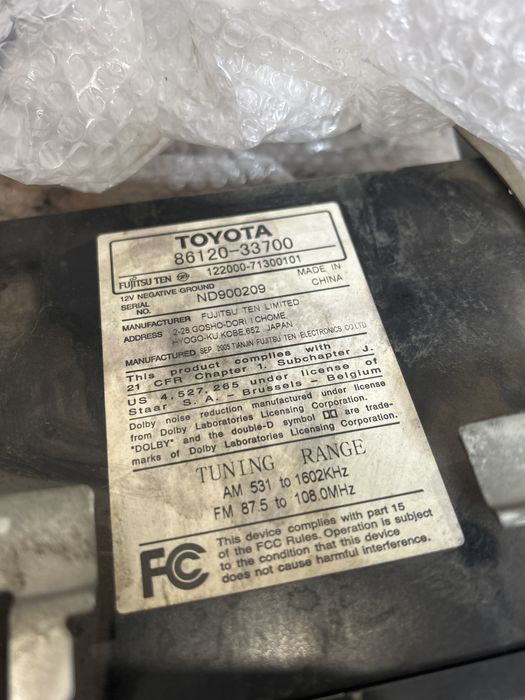 TOYOTA
86120-33700
FUJITSU TEN 122000-71300101
12V NEGATIVE GROUND MADE IN
SERIAL NO. ND900209 CHINA
MANUFACTURER FUJITSU TEN LIMITED
ADDRESS 2-28,GOSHO-DORI 1 CHOME,
HYOGO-KU,KOBE,652 JAPAN
MANUFACTURED SEP 2005 TIANJIN FUJITSU TEN ELECTRONICS CO.LTD
This product complies with
21 CFR Chapter 1. Subchapter J.
US 4,527,265 under license of
Staar S. A. – Brussels – Belgium
Dolby noise reduction manufactured under license
from Dolby Laboratories Licensing Corporation.
"DOLBY" and the double-D symbol are trade-
marks of Dolby Laboratories Licensing Corporation.
TUNING RANGE
AM 531 to 1602KHz
FM 87.5 to 108.0MHz
FC This device complies with part 15
of the FCC Rules. Operation is subject
to the condition that this device
does not cause harmful interference.